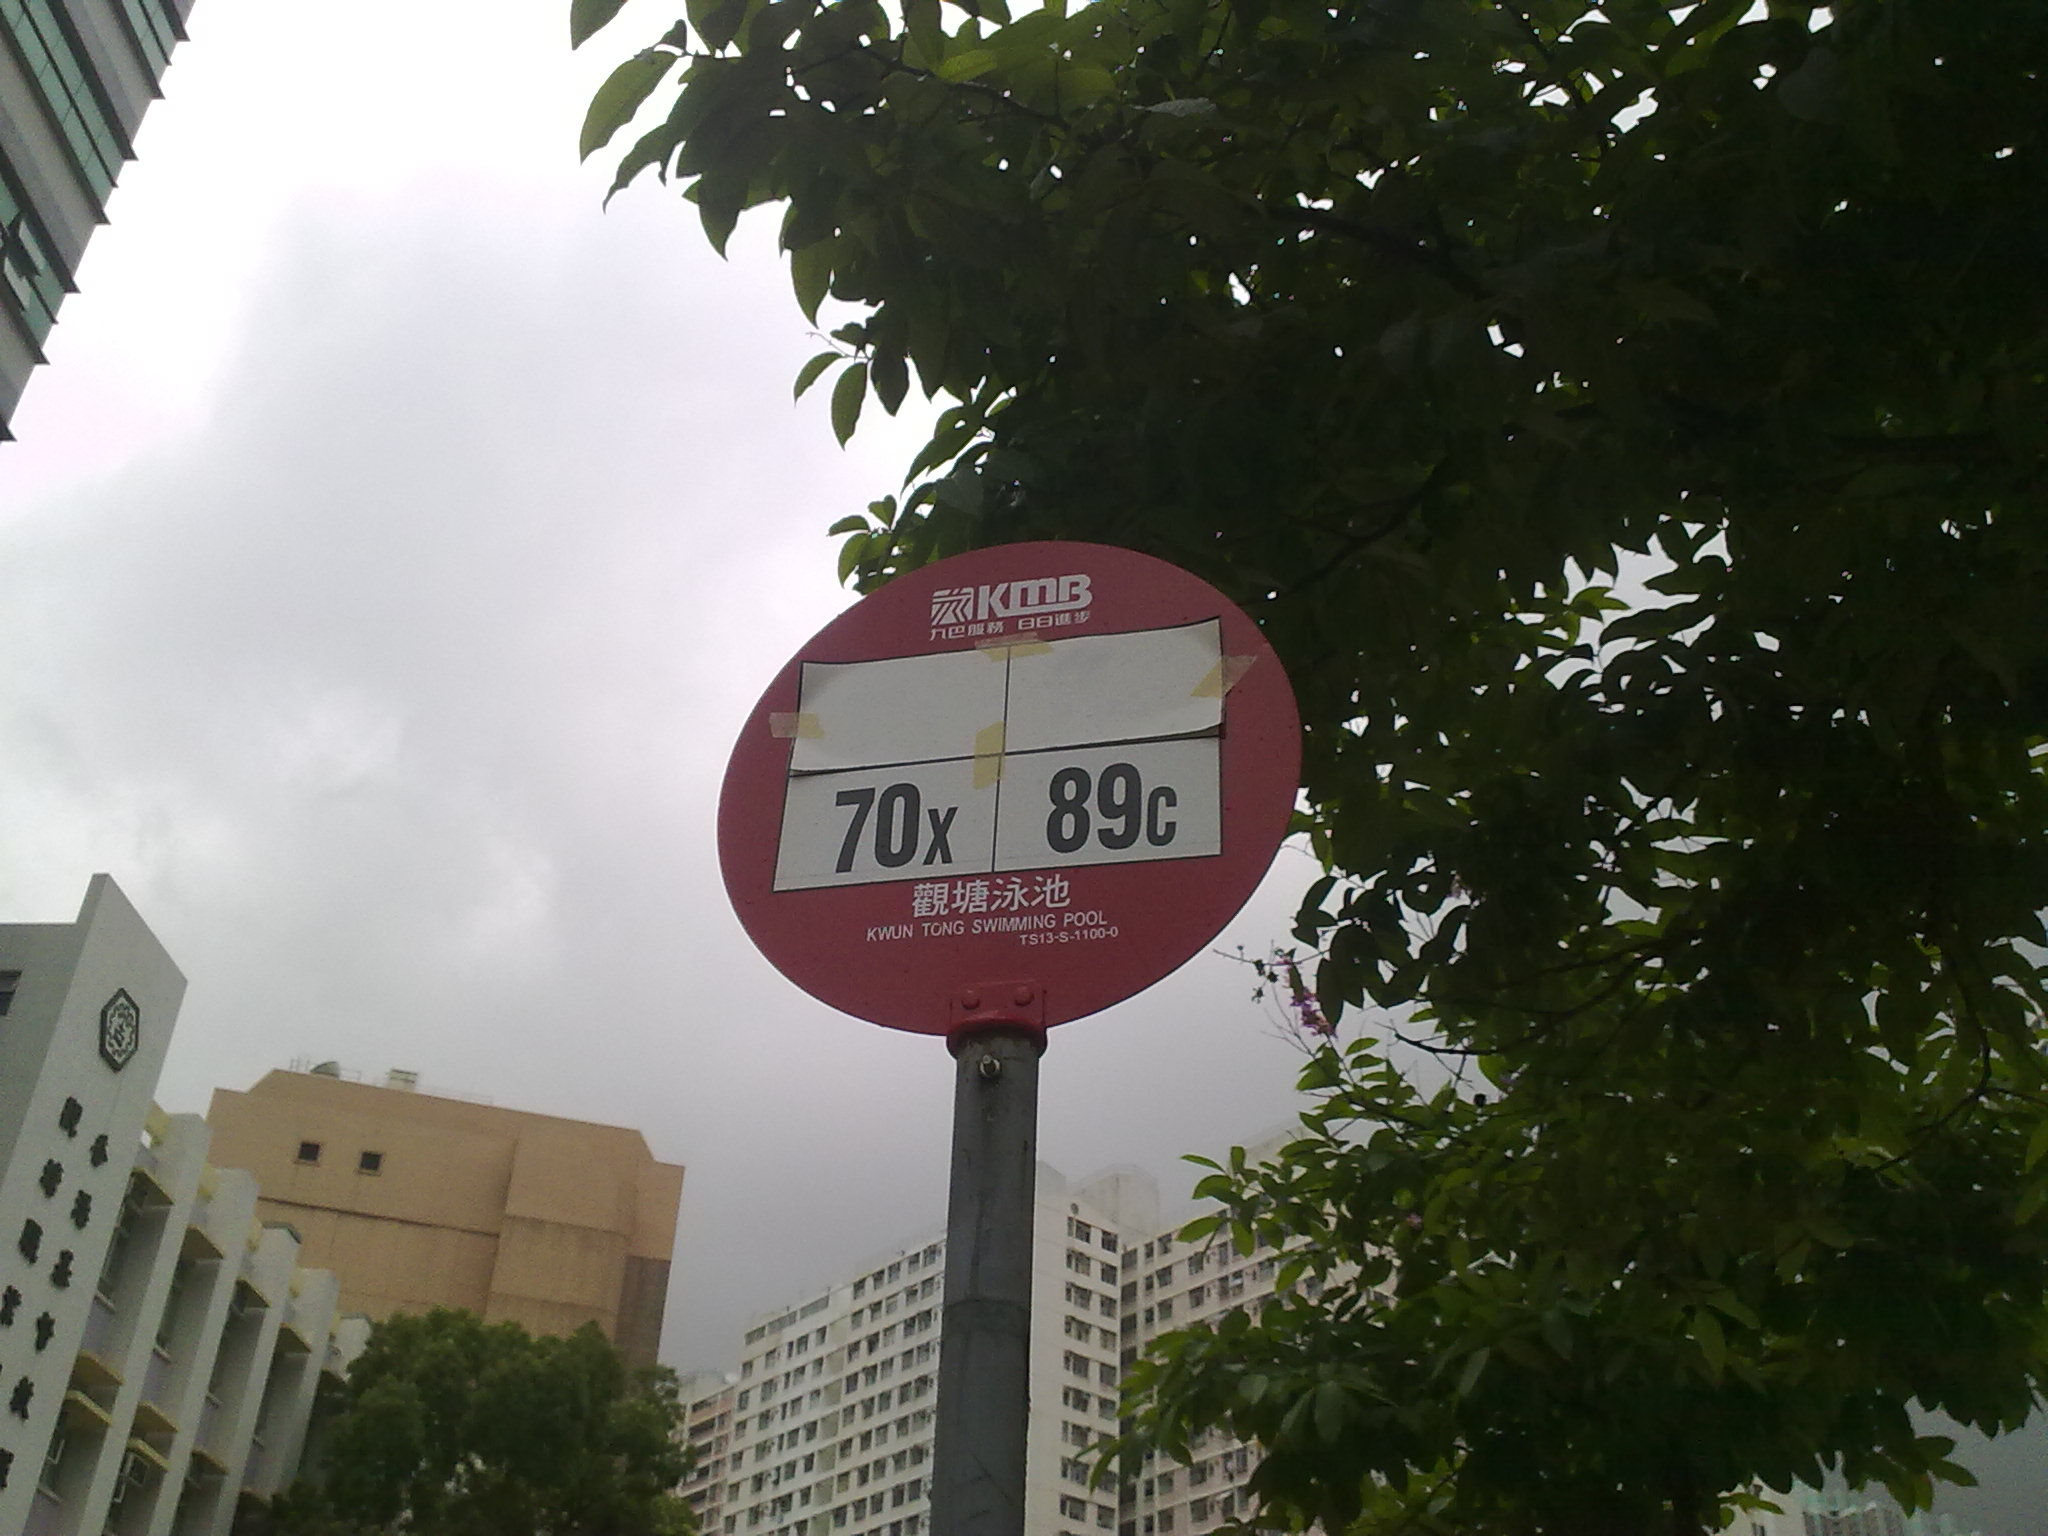 KMB
九巴服務 日日進步
70X 89C
觀塘泳池
KWUN TONG SWIMMING POOL
TS13-S-1100-0